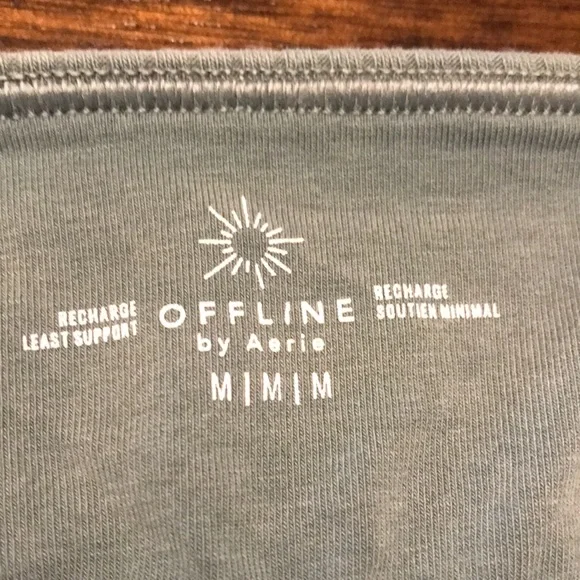 RECHARGE
LEAST SUPPORT
OFFLINE
by Aerie
M|M|M
RECHARGE
SOUTIEN MINIMAL